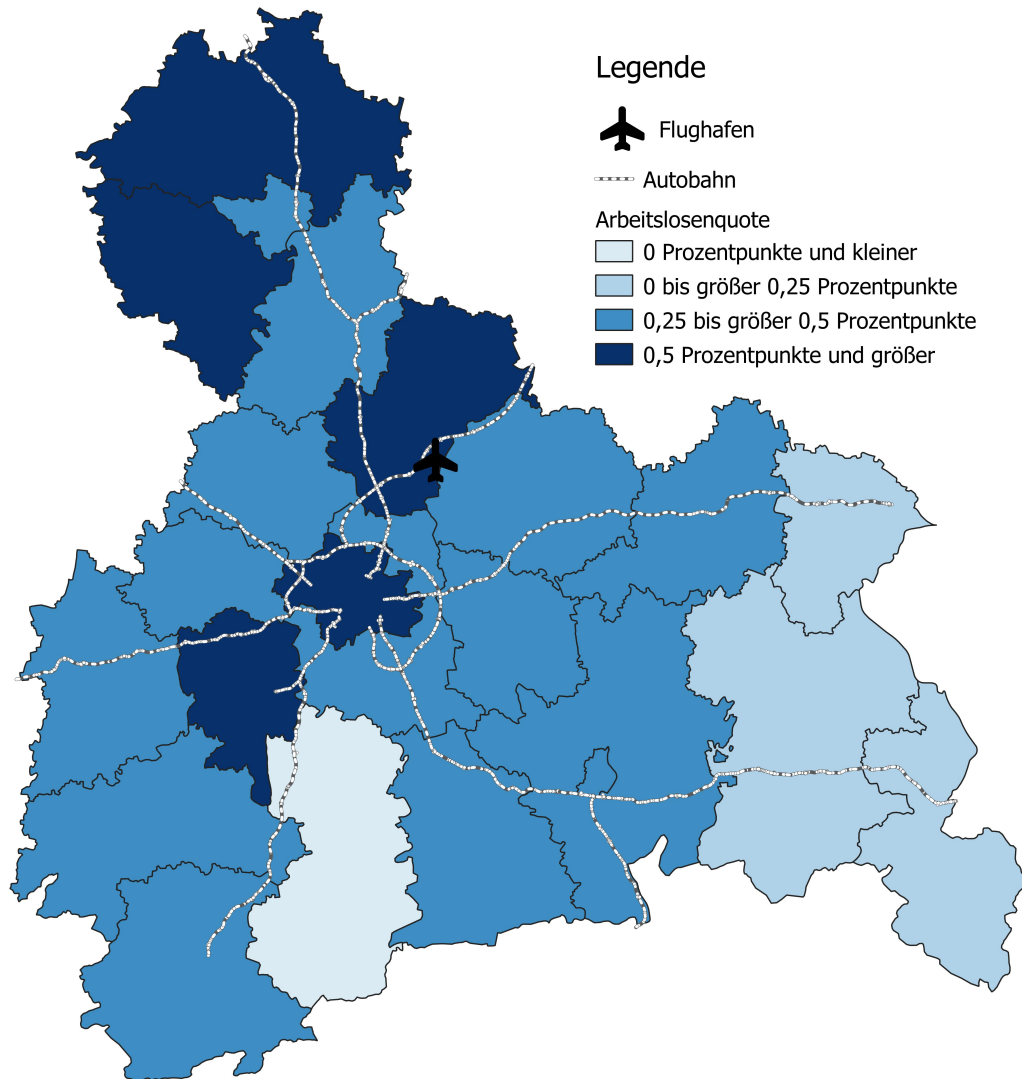 Legende
Flughafen
Autobahn
Arbeitslosenquote
0 Prozentpunkte und kleiner
0 bis größer 0,25 Prozentpunkte
0,25 bis größer 0,5 Prozentpunkte
0,5 Prozentpunkte und größer